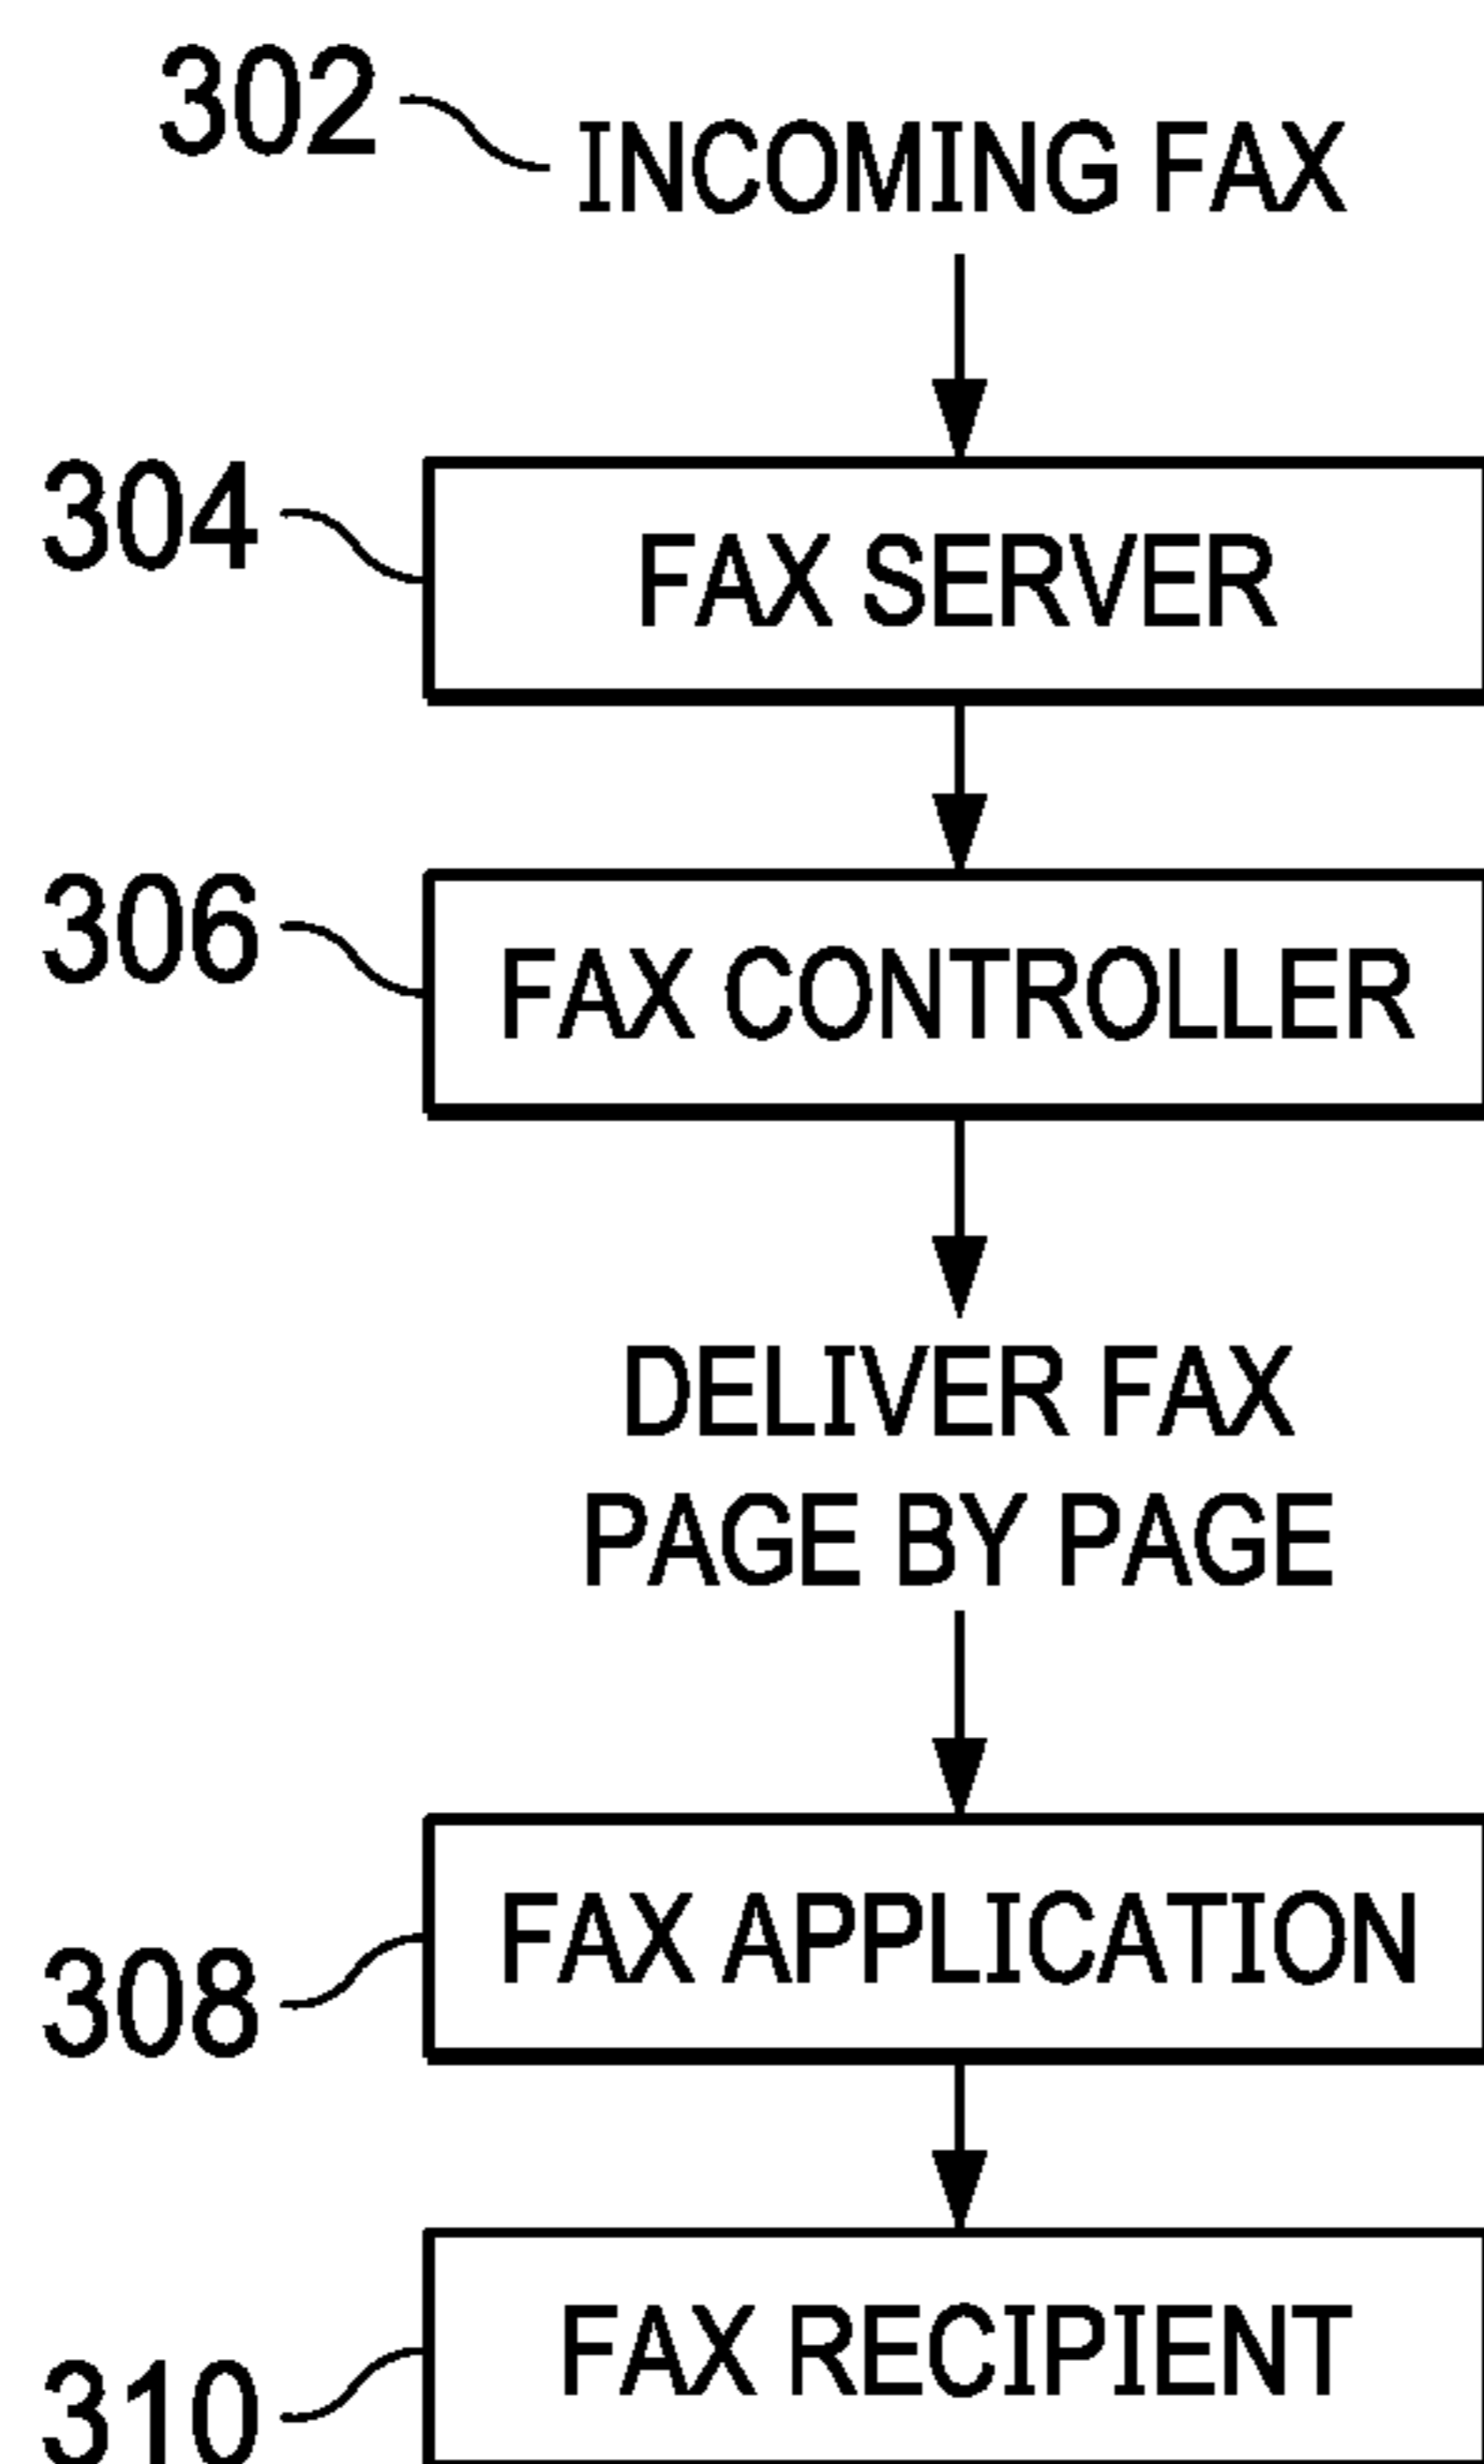 302
INCOMING FAX
304
FAX SERVER
306
FAX CONTROLLER
DELIVER FAX
PAGE BY PAGE
FAX APPLICATION
308
FAX RECIPIENT
310